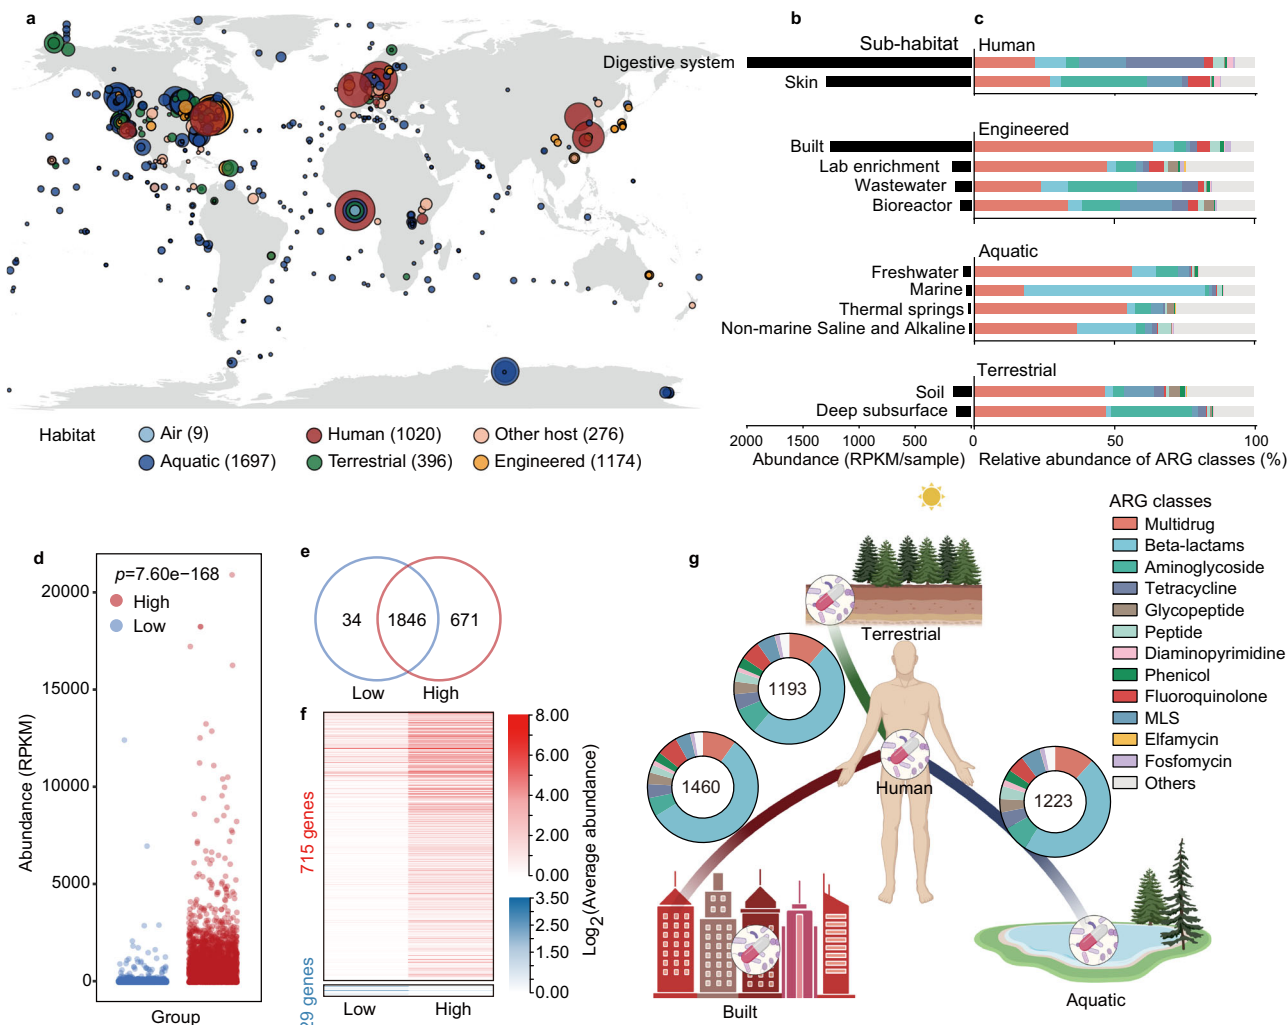 a
b
c
Sub-habitat
Human
Digestive system
Skin
Engineered
Built
Lab enrichment
Wastewater
Bioreactor
Aquatic
Freshwater
Marine
Thermal springs
Non-marine Saline and Alkaline
Terrestrial
Soil
Deep subsurface
2000 1500 1000 500 0
Abundance (RPKM/sample)
0 50 100
Relative abundance of ARG classes (%)
Habitat
Air (9)
Human (1020)
Other host (276)
Aquatic (1697)
Terrestrial (396)
Engineered (1174)
d
p=7.60e−168
High
Low
20000
15000
10000
5000
0
Abundance (RPKM)
Group
e
34 1846 671
Low High
f
715 genes
29 genes
Low High
8.00
6.00
4.00
2.00
0.00
3.50
2.50
1.50
0.00
Log2(Average abundance)
g
Terrestrial
1193
1460
Human
1223
Built
Aquatic
ARG classes
Multidrug
Beta-lactams
Aminoglycoside
Tetracycline
Glycopeptide
Peptide
Diaminopyrimidine
Phenicol
Fluoroquinolone
MLS
Elfamycin
Fosfomycin
Others